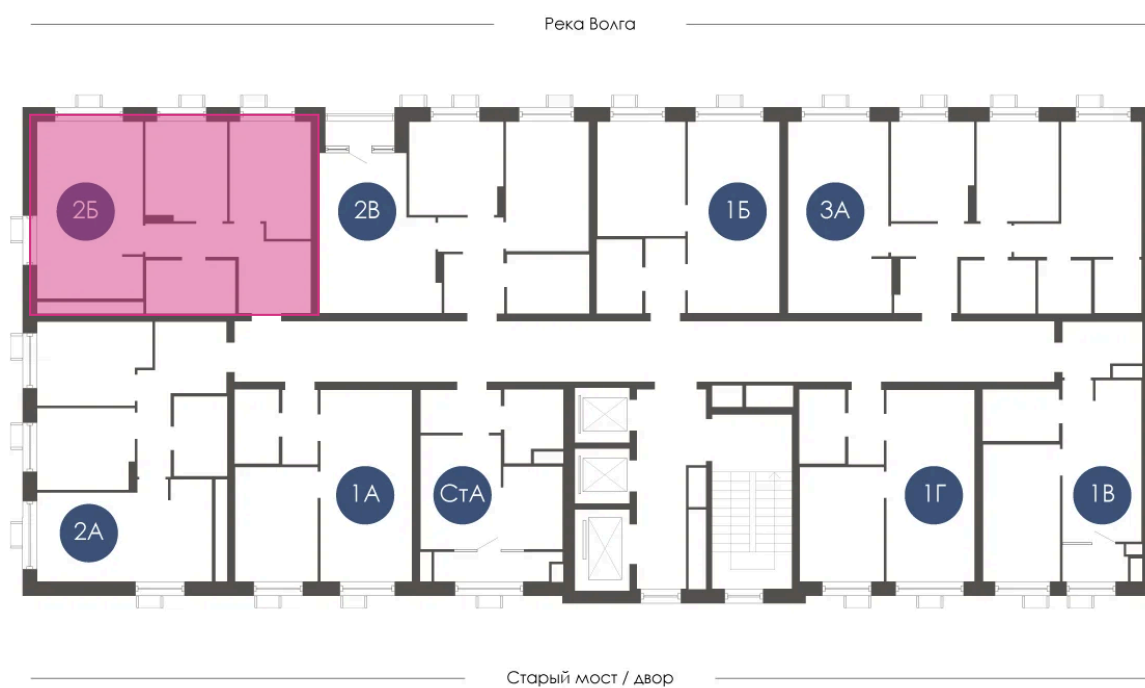 Река Волга
2Б
2В
1Б
3А
2А
1А
СтА
1Г
1В
Старый мост / двор